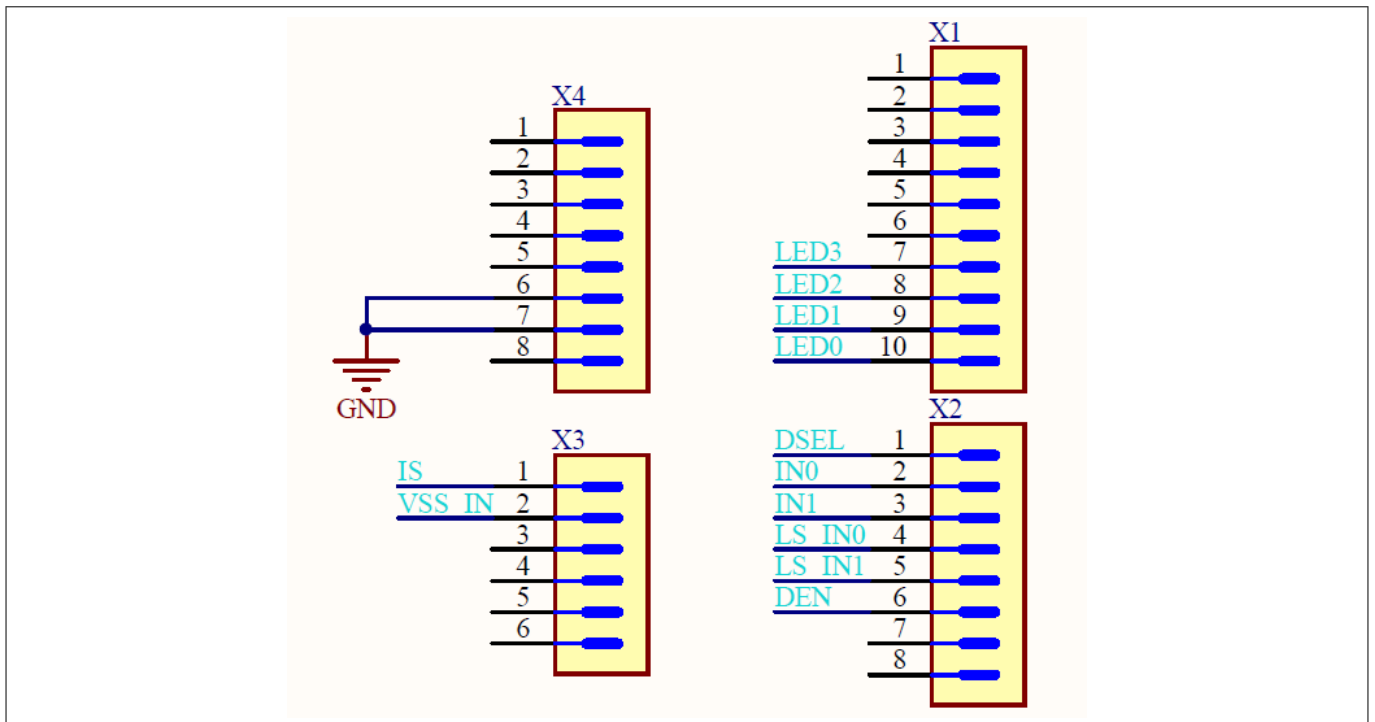 X4
1
2
3
4
5
6
7
8
GND
X1
1
2
3
4
5
6
LED3 7
LED2 8
LED1 9
LED0 10
X3
IS 1
VSS_IN 2
3
4
5
6
X2
DSEL 1
IN0 2
IN1 3
LS_IN0 4
LS_IN1 5
DEN 6
7
8